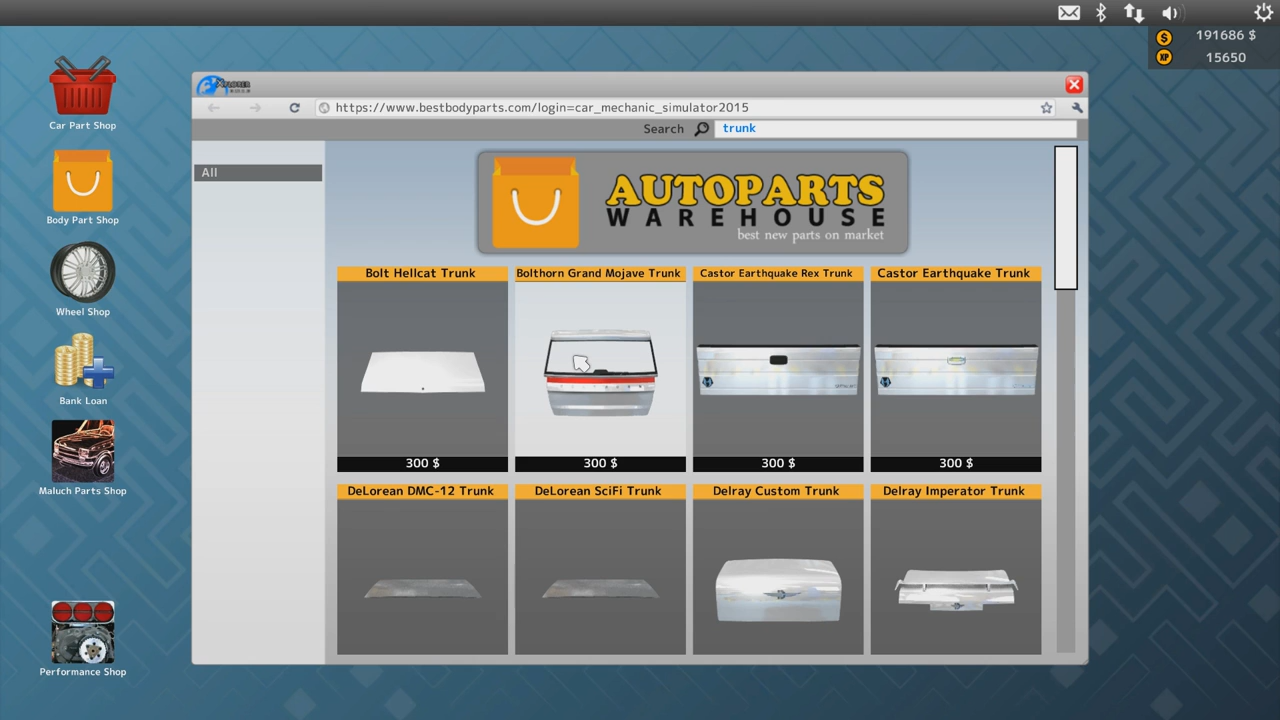 191686 $
15650
Car Part Shop
Body Part Shop
Wheel Shop
Bank Loan
Maluch Parts Shop
Performance Shop
https://www.bestbodyparts.com/login=car_mechanic_simulator2015
Search trunk
All
AUTOPARTS
WAREHOUSE
best new parts on market
Bolt Hellcat Trunk
Bolthorn Grand Mojave Trunk
Castor Earthquake Rex Trunk
Castor Earthquake Trunk
300 $
300 $
300 $
300 $
DeLorean DMC-12 Trunk
DeLorean SciFi Trunk
Delray Custom Trunk
Delray Imperator Trunk